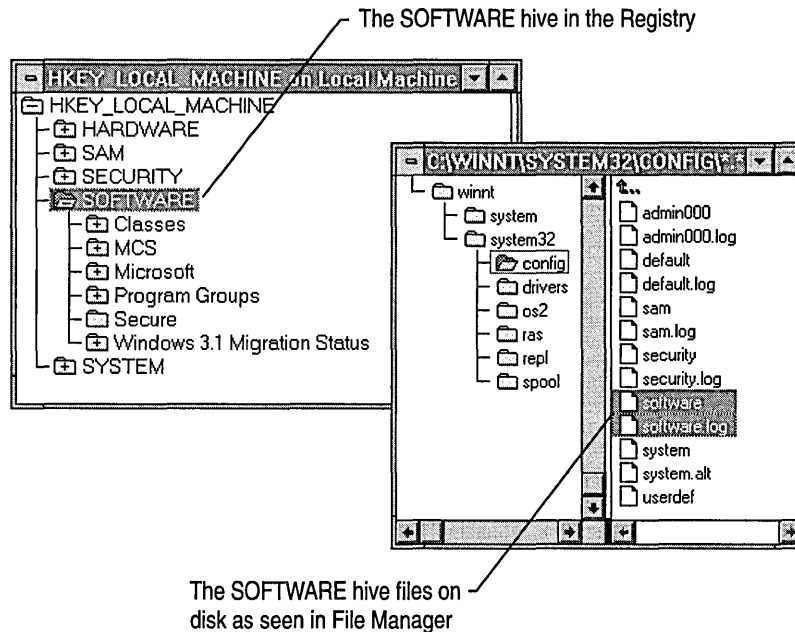 The SOFTWARE hive in the Registry
HKEY_LOCAL_MACHINE on Local Machine
HKEY_LOCAL_MACHINE
HARDWARE
SAM
SECURITY
SOFTWARE
Classes
MCS
Microsoft
Program Groups
Secure
Windows 3.1 Migration Status
SYSTEM
C:\WINNT\SYSTEM32\CONFIG\*.*
winnt
system
system32
config
drivers
os2
ras
repl
spool
..
admin000
admin000.log
default
default.log
sam
sam.log
security
security.log
software
software.log
system
system.alt
userdef
The SOFTWARE hive files on
disk as seen in File Manager